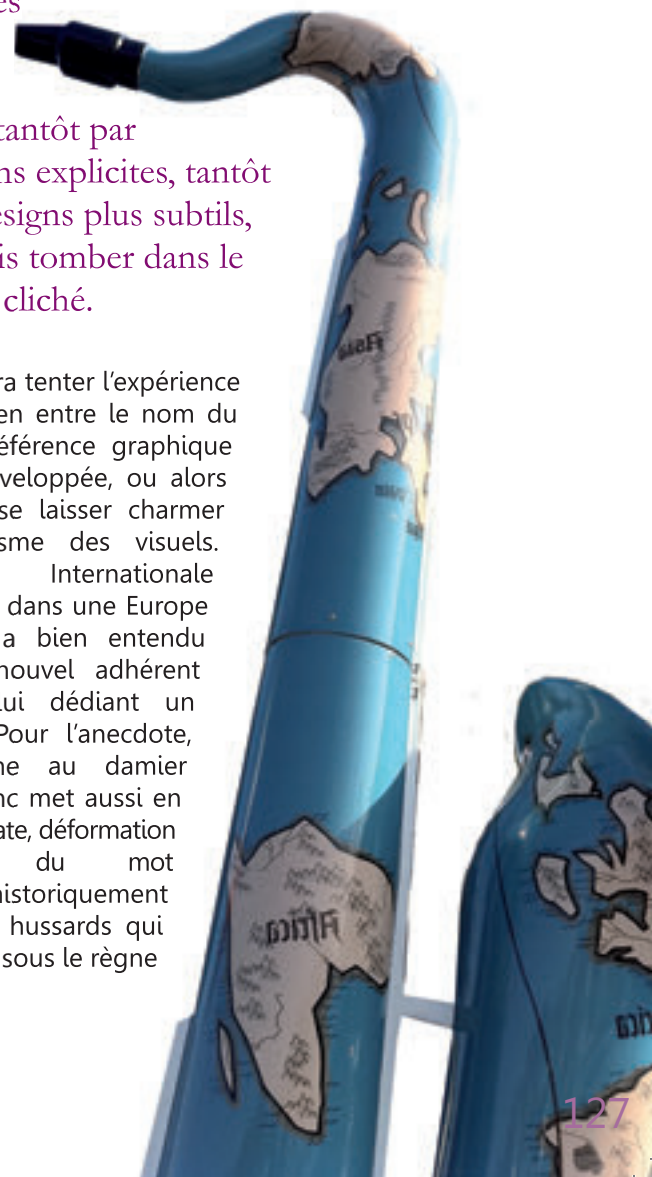 es
tantôt par
ns explicites, tantôt
esigns plus subtils,
is tomber dans le
cliché.
ra tenter l’expérience
en entre le nom du
éférence graphique
veloppée, ou alors
se laisser charmer
sme des visuels.
Internationale
dans une Europe
a bien entendu
nouvel adhérent
lui dédiant un
Pour l’anecdote,
ne au damier
nc met aussi en
ate, déformation
du mot
historiquement
hussards qui
sous le règne
Asia
Africa
rica
127